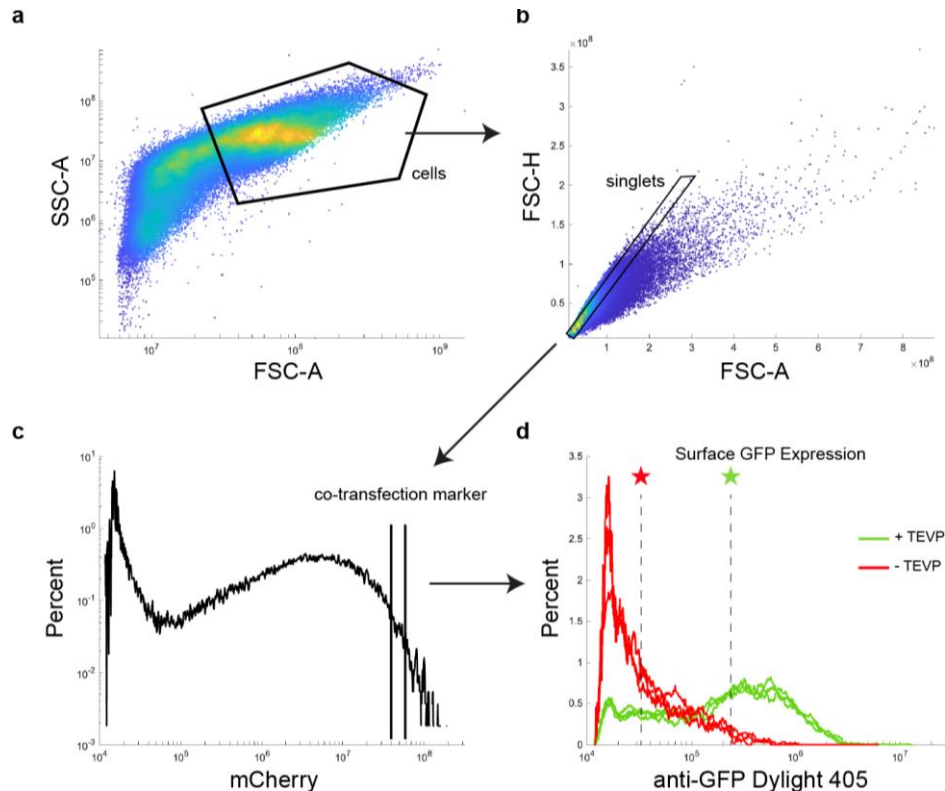 a
SSC-A
10^8
10^7
10^6
10^5
cells
10^7
10^8
10^9
FSC-A
b
×10^8
FSC-H
3.5
3
2.5
2
1.5
1
0.5
singlets
1 2 3 4 5 6 7 8
×10^8
FSC-A
c
Percent
10^1
10^0
10^-1
10^-2
10^-3
co-transfection marker
10^4 10^5 10^6 10^7 10^8
mCherry
d
Surface GFP Expression
Percent
3.5
3
2.5
2
1.5
1
0.5
0
+ TEVP
- TEVP
10^4 10^5 10^6 10^7
anti-GFP Dylight 405